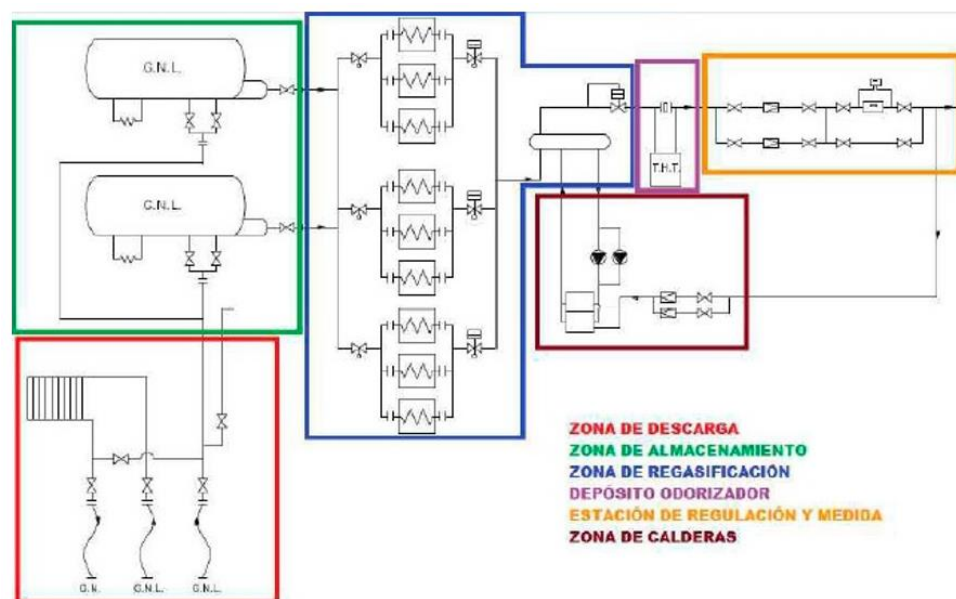 G.N.L.
G.N.L.
T.H.T.
G.N.
G.N.L.
G.N.L.
ZONA DE DESCARGA
ZONA DE ALMACENAMIENTO
ZONA DE REGASIFICACIÓN
DEPÓSITO ODORIZADOR
ESTACIÓN DE REGULACIÓN Y MEDIDA
ZONA DE CALDERAS